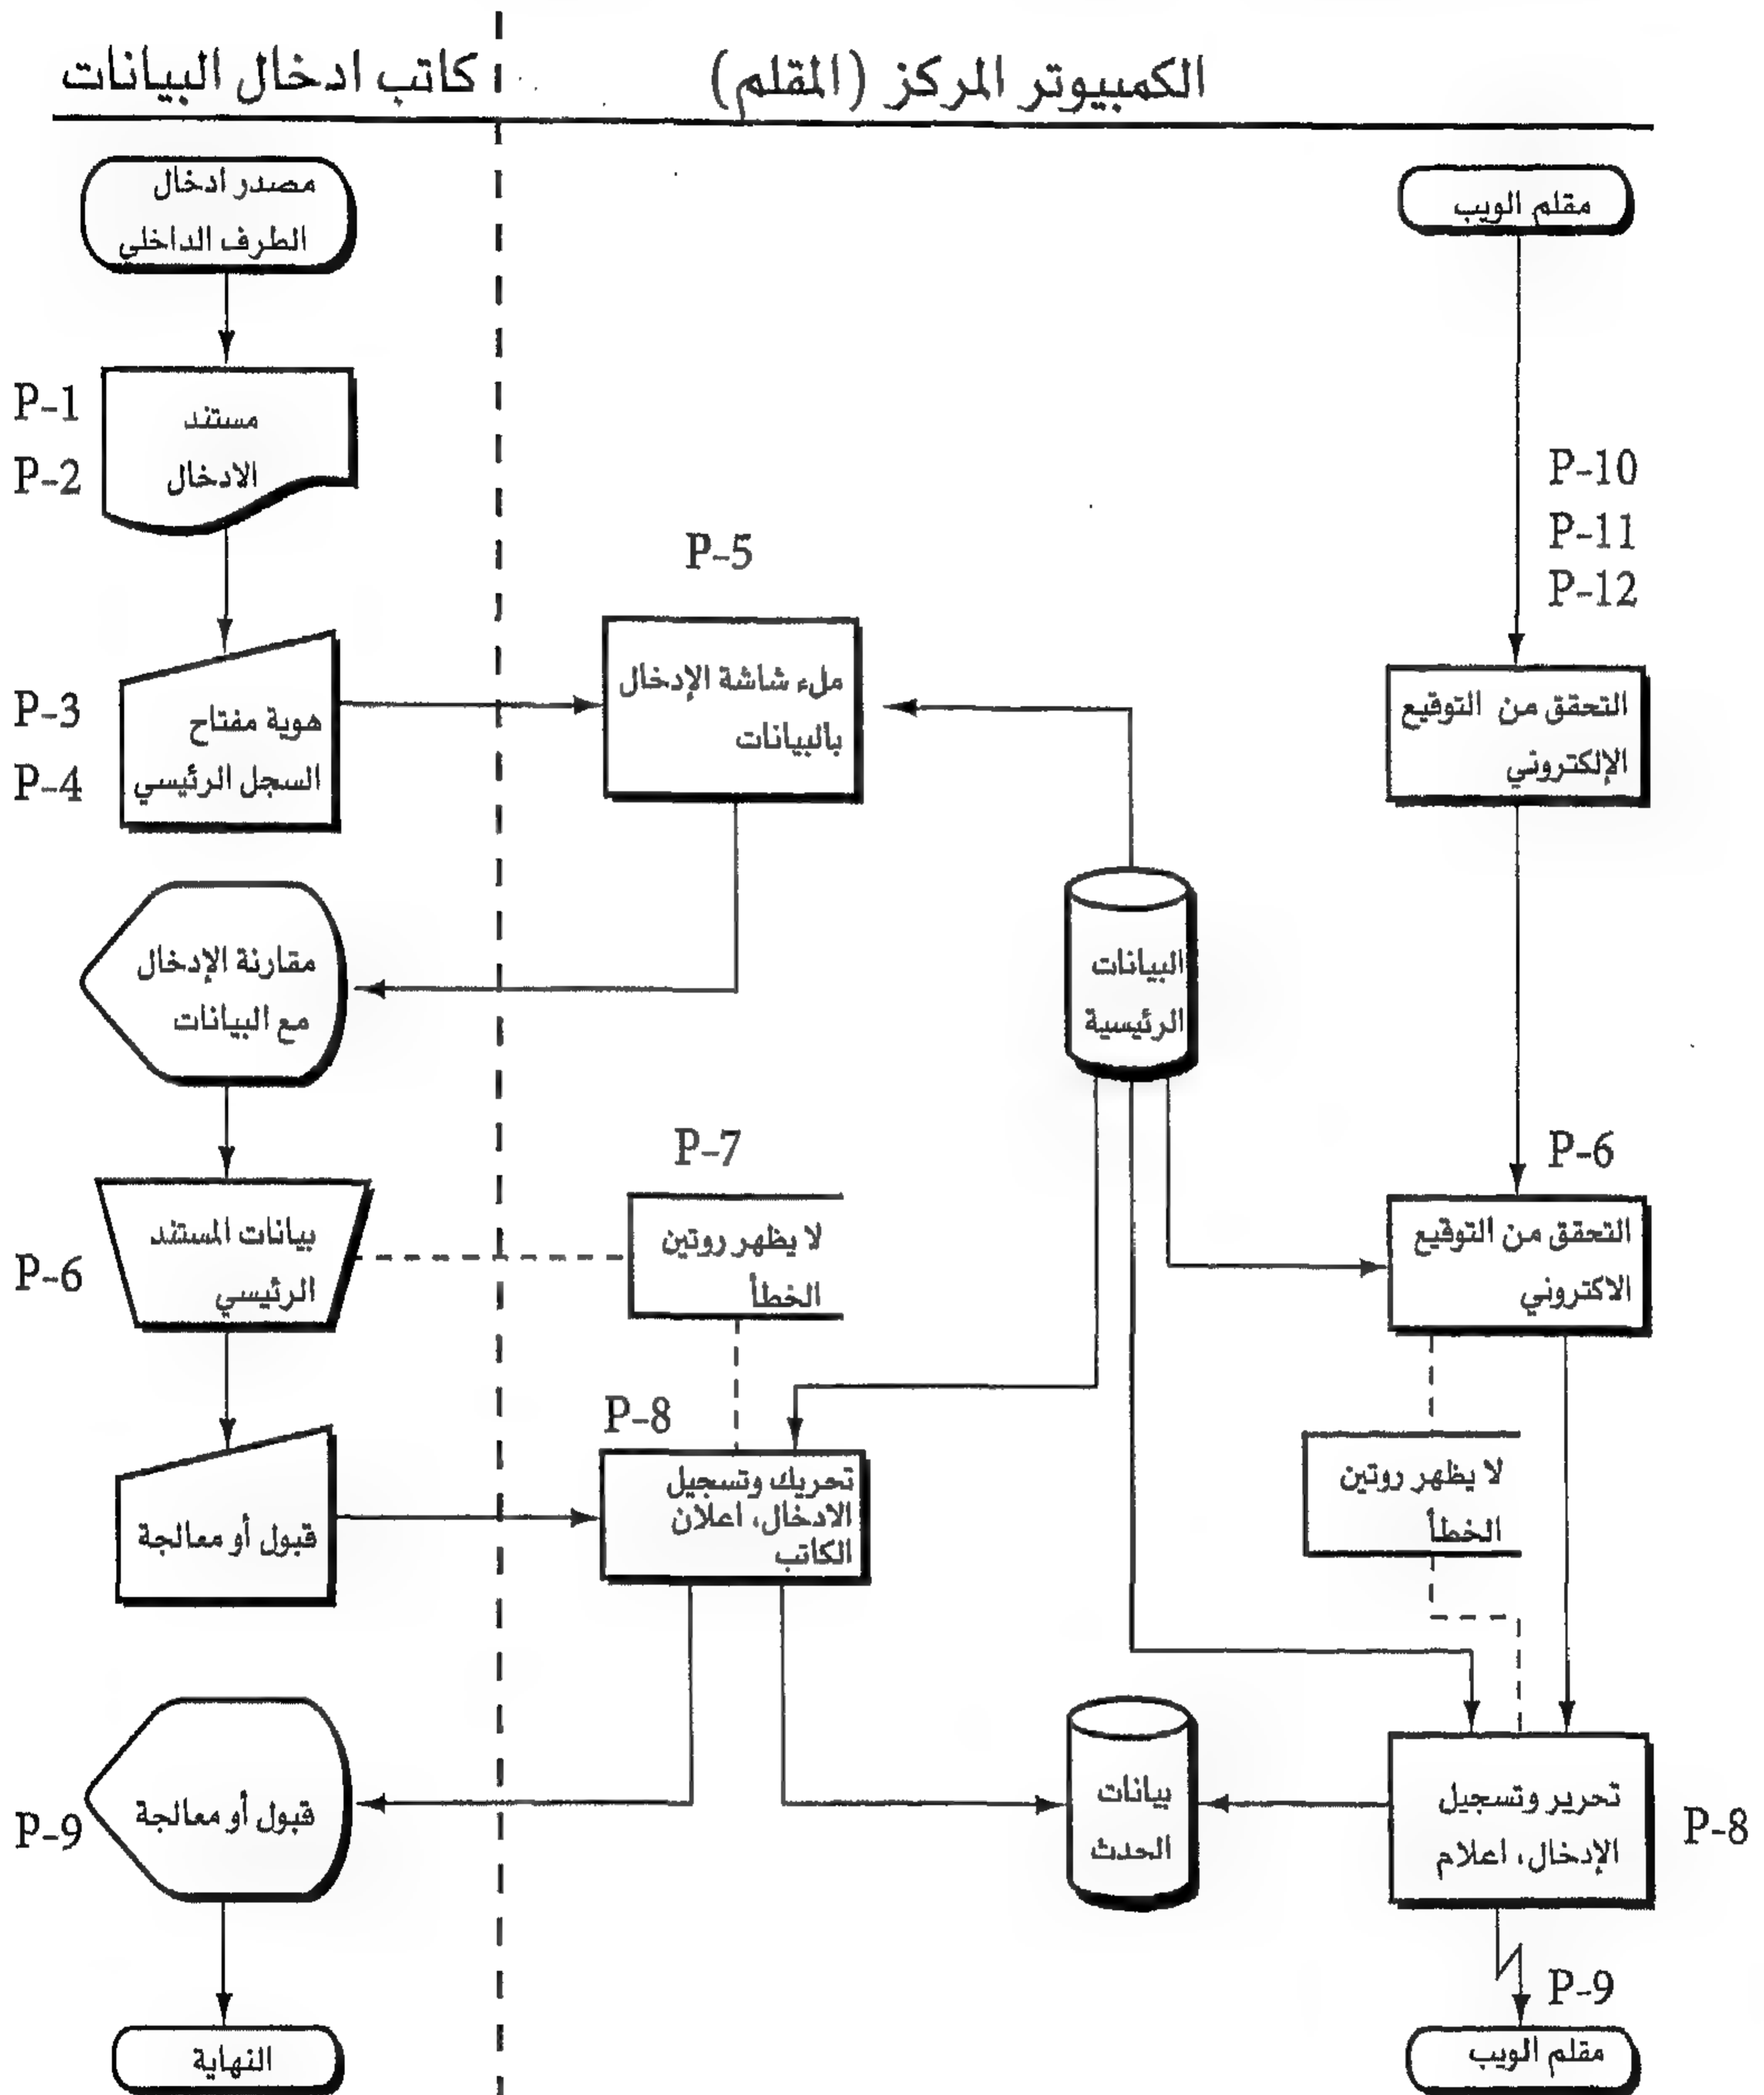 كاتب ادخال البيانات
الكمبيوتر المركز (المقلم)
مصدر ادخال
الطرف الداخلي
مقلم الويب
P-1
P-2
مستند
الادخال
P-10
P-11
P-12
P-5
P-3
P-4
هوية مفتاح
السجل الرئيسي
ملء شاشة الإدخال
بالبيانات
التحقق من التوقيع
الإلكتروني
مقارنة الإدخال
مع البيانات
البيانات
الرئيسية
P-7
P-6
P-6
بيانات المستند
الرئيسي
لا يظهر روتين
الخطأ
التحقق من التوقيع
الاكتروني
P-8
قبول أو معالجة
تحريك وتسجيل
الادخال، اعلان
الكاتب
لا يظهر روتين
الخطأ
P-9
قبول أو معالجة
بيانات
الحدث
تحرير وتسجيل
الإدخال، اعلام
P-8
P-9
النهاية
مقلم الويب